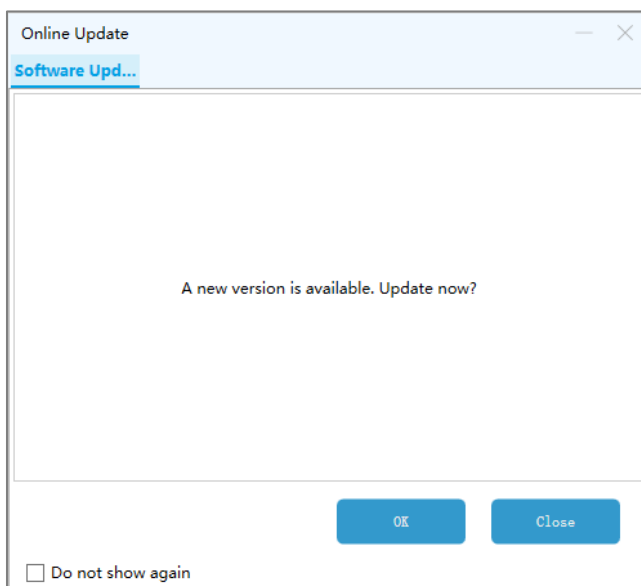 Online Update
Software Upd...
A new version is available. Update now?
OK
Close
Do not show again